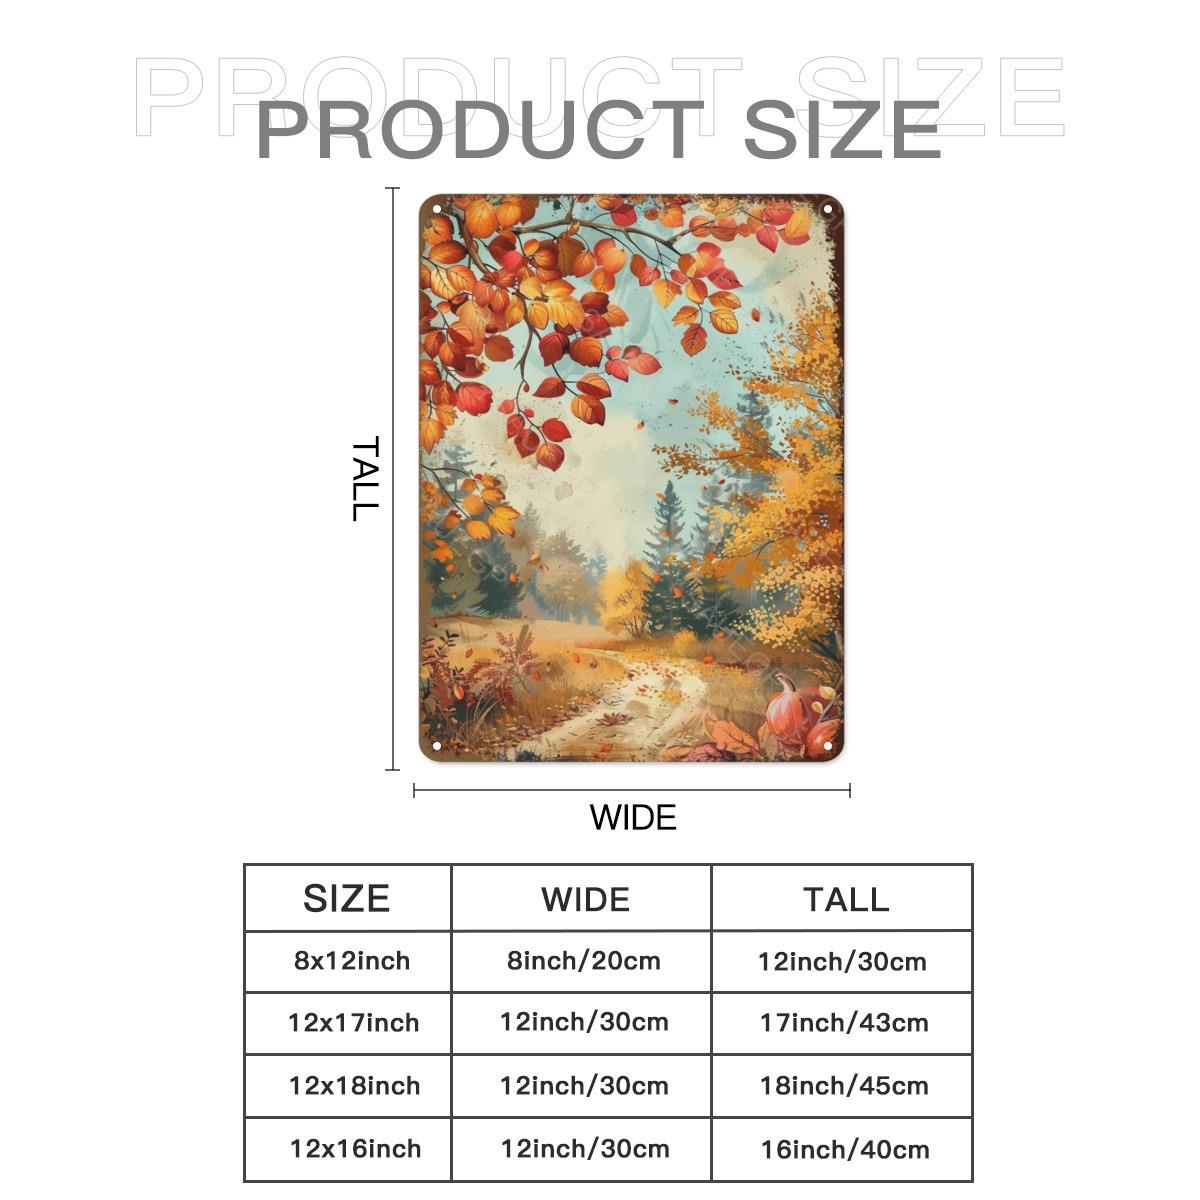 PRODUCT SIZE
PRODUCT SIZE
TALL
WIDE
SIZE WIDE TALL
8x12inch 8inch/20cm 12inch/30cm
12x17inch 12inch/30cm 17inch/43cm
12x18inch 12inch/30cm 18inch/45cm
12x16inch 12inch/30cm 16inch/40cm